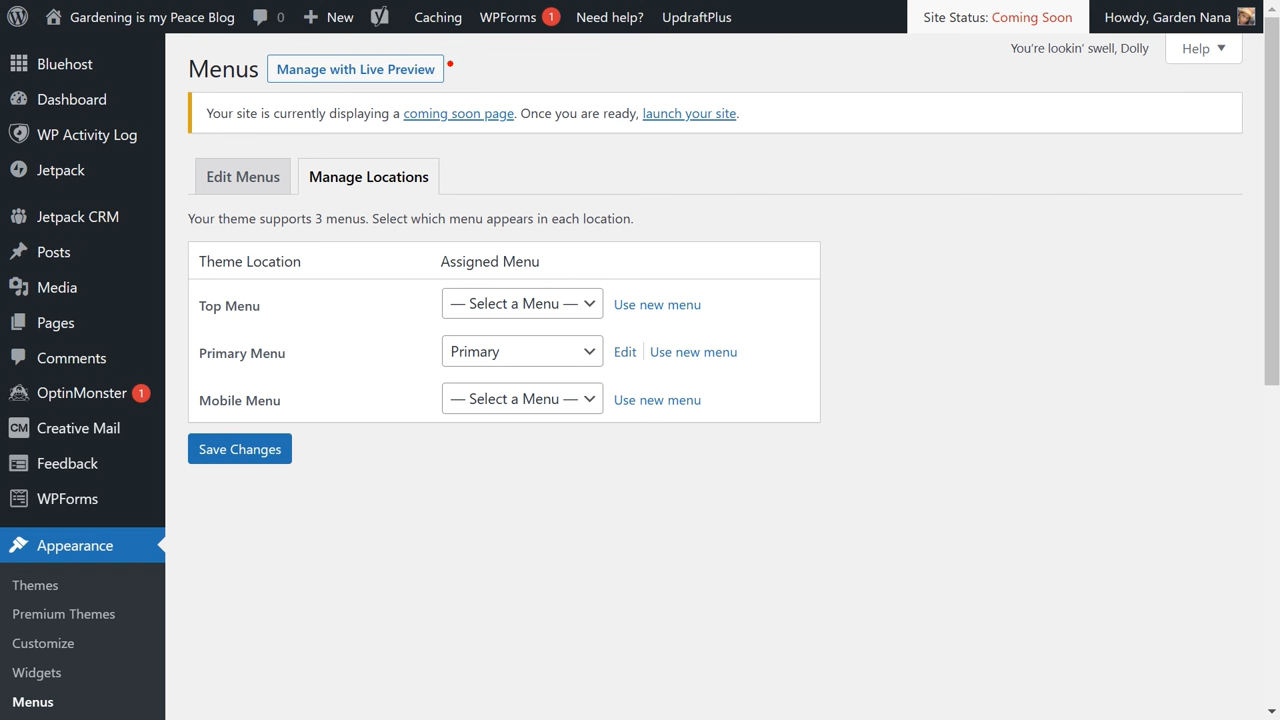 Gardening is my Peace Blog 0 New Caching WPForms 1 Need help? UpdraftPlus Site Status: Coming Soon Howdy, Garden Nana
You're lookin' swell, Dolly Help
Bluehost
Dashboard
WP Activity Log
Jetpack
Jetpack CRM
Posts
Media
Pages
Comments
OptinMonster 1
CM Creative Mail
Feedback
WPForms
Appearance
Themes
Premium Themes
Customize
Widgets
Menus
Menus Manage with Live Preview
Your site is currently displaying a coming soon page. Once you are ready, launch your site.
Edit Menus Manage Locations
Your theme supports 3 menus. Select which menu appears in each location.
Theme Location Assigned Menu
Top Menu — Select a Menu — Use new menu
Primary Menu Primary Edit Use new menu
Mobile Menu — Select a Menu — Use new menu
Save Changes